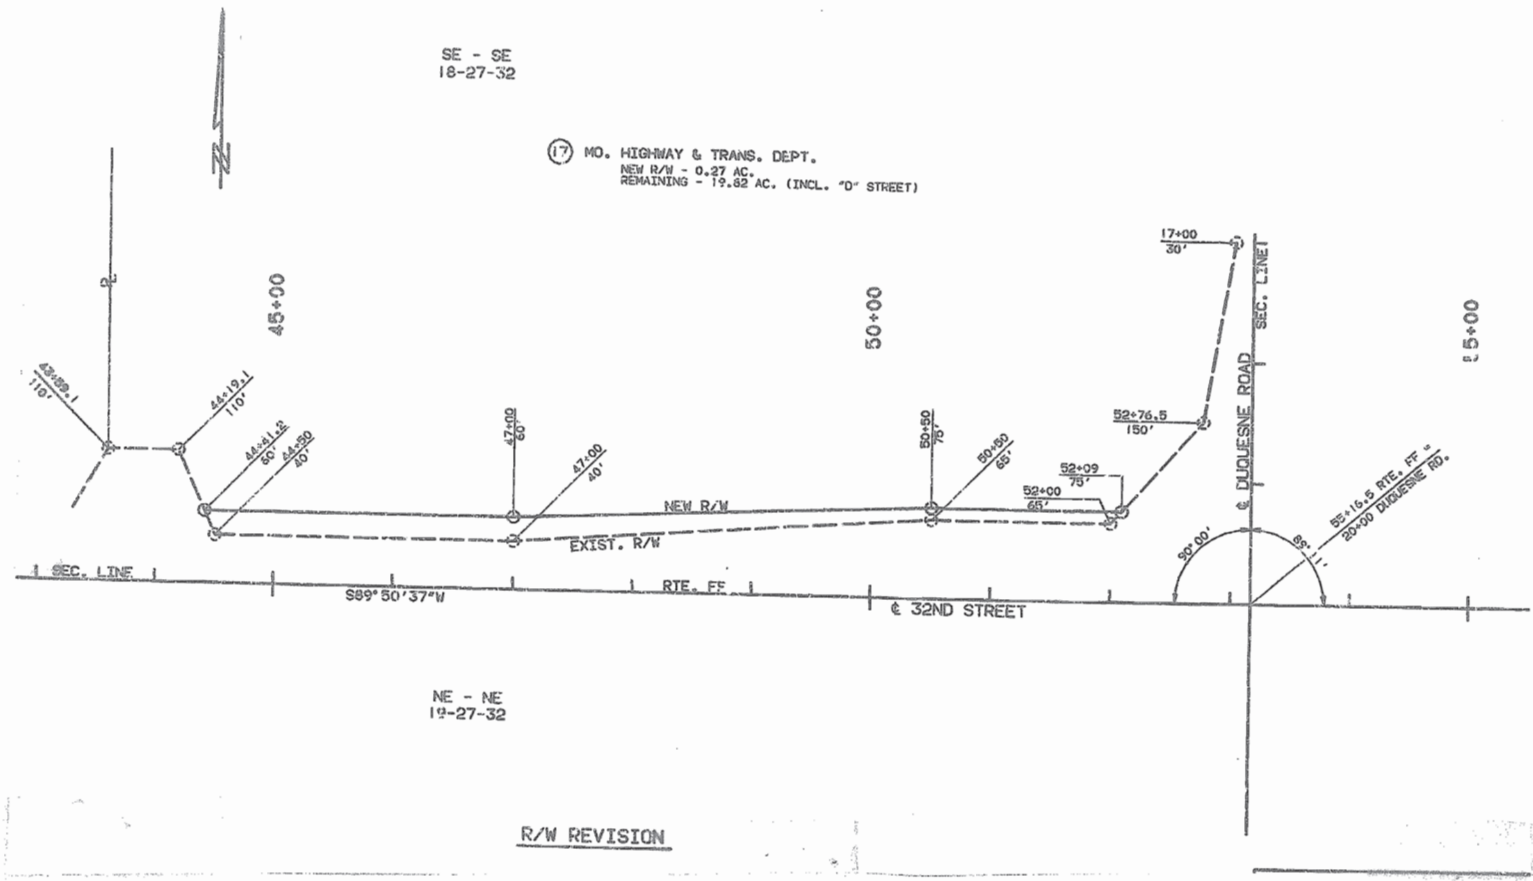 SE - SE
18-27-32
17 MO. HIGHWAY & TRANS. DEPT.
NEW R/W - 0.27 AC.
REMAINING - 19.62 AC. (INCL. "D" STREET)
17+00
30'
SEC. LINE
45+00
50+00
5+00
℄ DUQUESNE ROAD
110'
44+19.1
110'
44+41.2
60'
44+50
40'
47+00
60'
47+00
40'
50+50
75'
50+50
65'
52+76.5
150'
52+09
75'
52+00
65'
NEW R/W
EXIST. R/W
55+16.5 RTE. FF =
20+00 DUQUESNE RD.
90°00'
SEC. LINE
S89°50'37"W
RTE. FF
℄ 32ND STREET
NE - NE
19-27-32
R/W REVISION